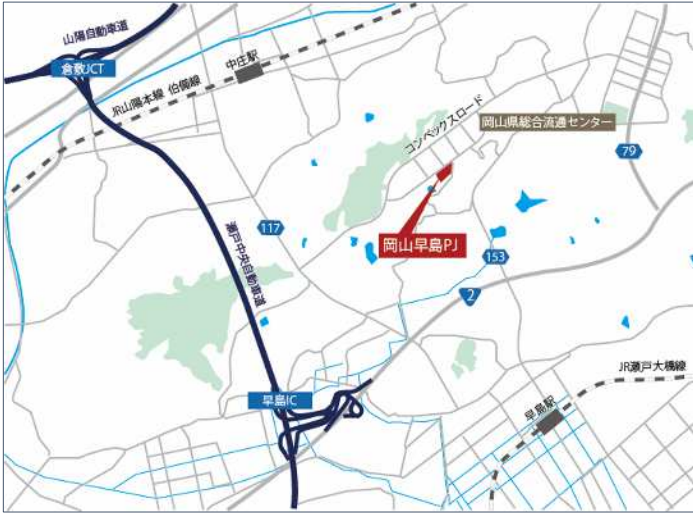 山陽自動車道
倉敷JCT
JR山陽本線 伯備線
中庄駅
コンベックスロード
岡山県総合流通センター
79
117
岡山早島PJ
153
瀬戸中央自動車道
2
JR瀬戸大橋線
早島IC
早島駅